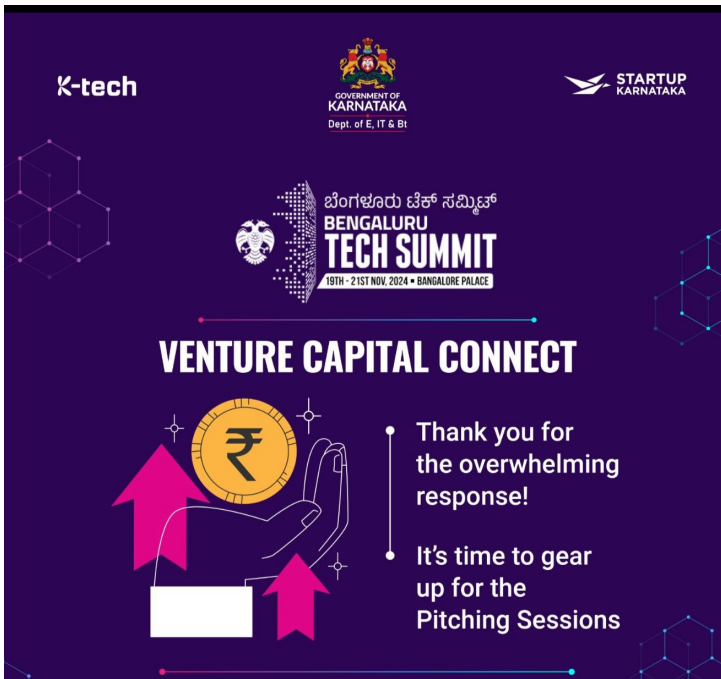 K-tech
GOVERNMENT OF
KARNATAKA
Dept. of E, IT & Bt
STARTUP
KARNATAKA
ಬೆಂಗಳೂರು ಟೆಕ್ ಸಮ್ಮಿಟ್
BENGALURU
TECH SUMMIT
19TH - 21ST NOV, 2024 ▪ BANGALORE PALACE
VENTURE CAPITAL CONNECT
₹
Thank you for
the overwhelming
response!
It's time to gear
up for the
Pitching Sessions